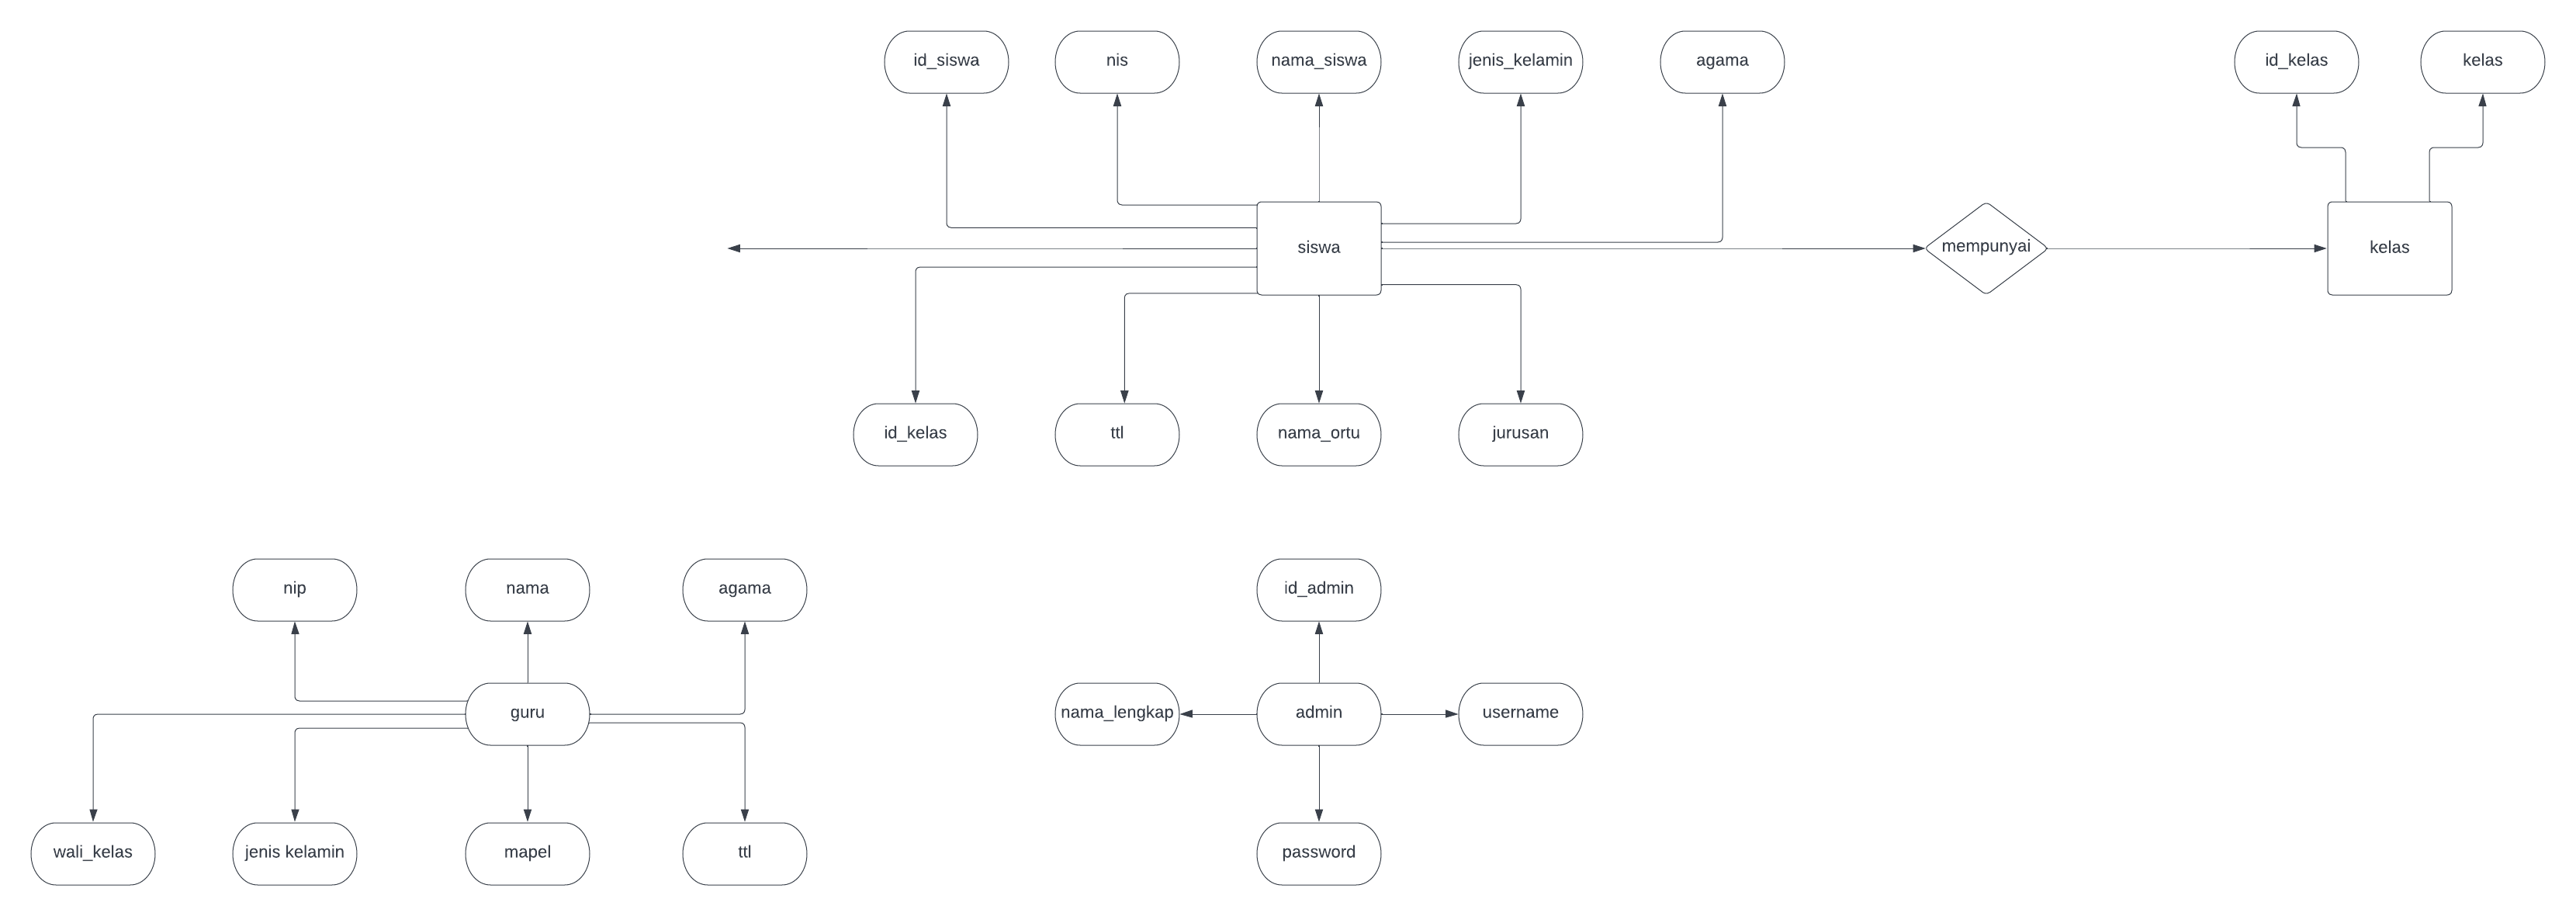 id_siswa
nis
nama_siswa
jenis_kelamin
agama
id_kelas
kelas
siswa
mempunyai
kelas
id_kelas
ttl
nama_ortu
jurusan
nip
nama
agama
id_admin
guru
nama_lengkap
admin
username
wali_kelas
jenis kelamin
mapel
ttl
password